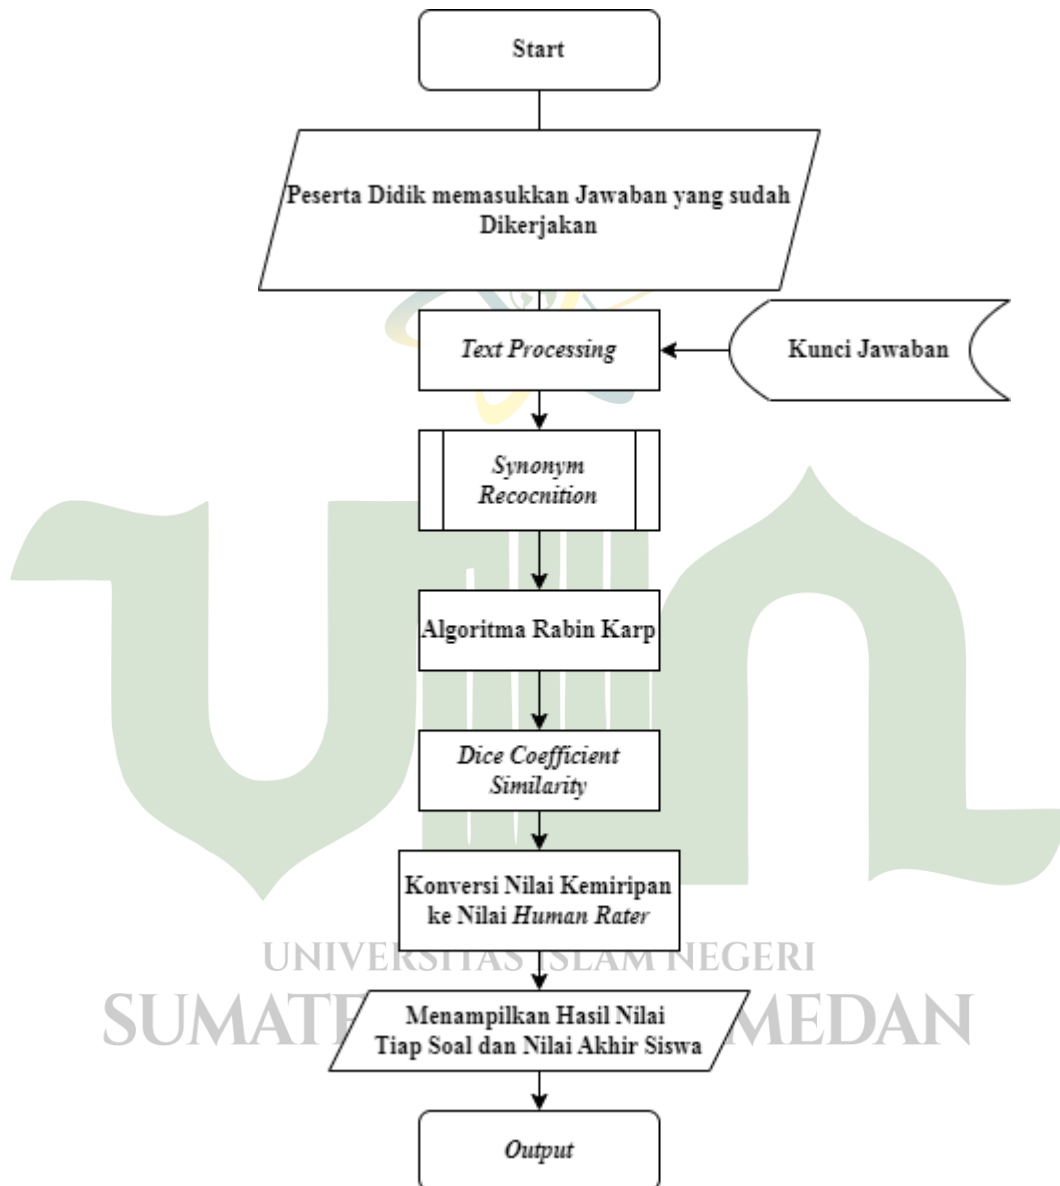 Start
Peserta Didik memasukkan Jawaban yang sudah
Dikerjakan
Text Processing
Kunci Jawaban
Synonym
Recocnition
Algoritma Rabin Karp
Dice Coefficient
Similarity
Konversi Nilai Kemiripan
ke Nilai Human Rater
UNIVERSITAS ISLAM NEGERI
SUMAT MEDAN
Menampilkan Hasil Nilai
Tiap Soal dan Nilai Akhir Siswa
Output